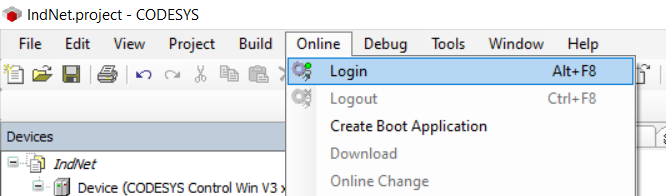 IndNet.project - CODESYS
File Edit View Project Build Online Debug Tools Window Help
Login Alt+F8
Logout Ctrl+F8
Create Boot Application
Download
Online Change
Devices
IndNet
Device (CODESYS Control Win V3 x